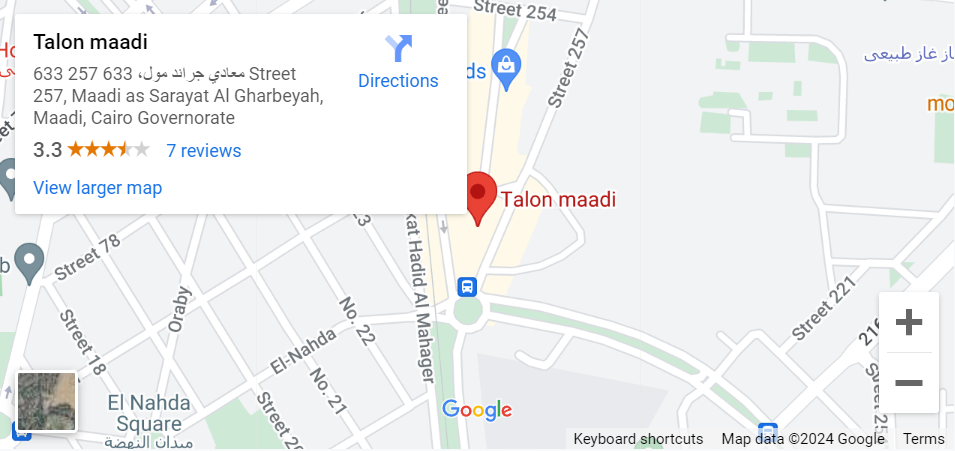 Talon maadi
633 257 معادي جراند مول، 633 Street
257, Maadi as Sarayat Al Gharbeyah,
Maadi, Cairo Governorate
3.3
7 reviews
View larger map
Directions
Street 254
Street 257
ds
غاز طبيعى
mo
Talon maadi
Street 78
Oraby
Street 18
No. 22
El-Nahda
No. 21
kat Hadid Al Mahager
23
b
Street 221
216
El Nahda
Square
ميدان النهضة
Google
Keyboard shortcuts
Map data ©2024 Google
Terms